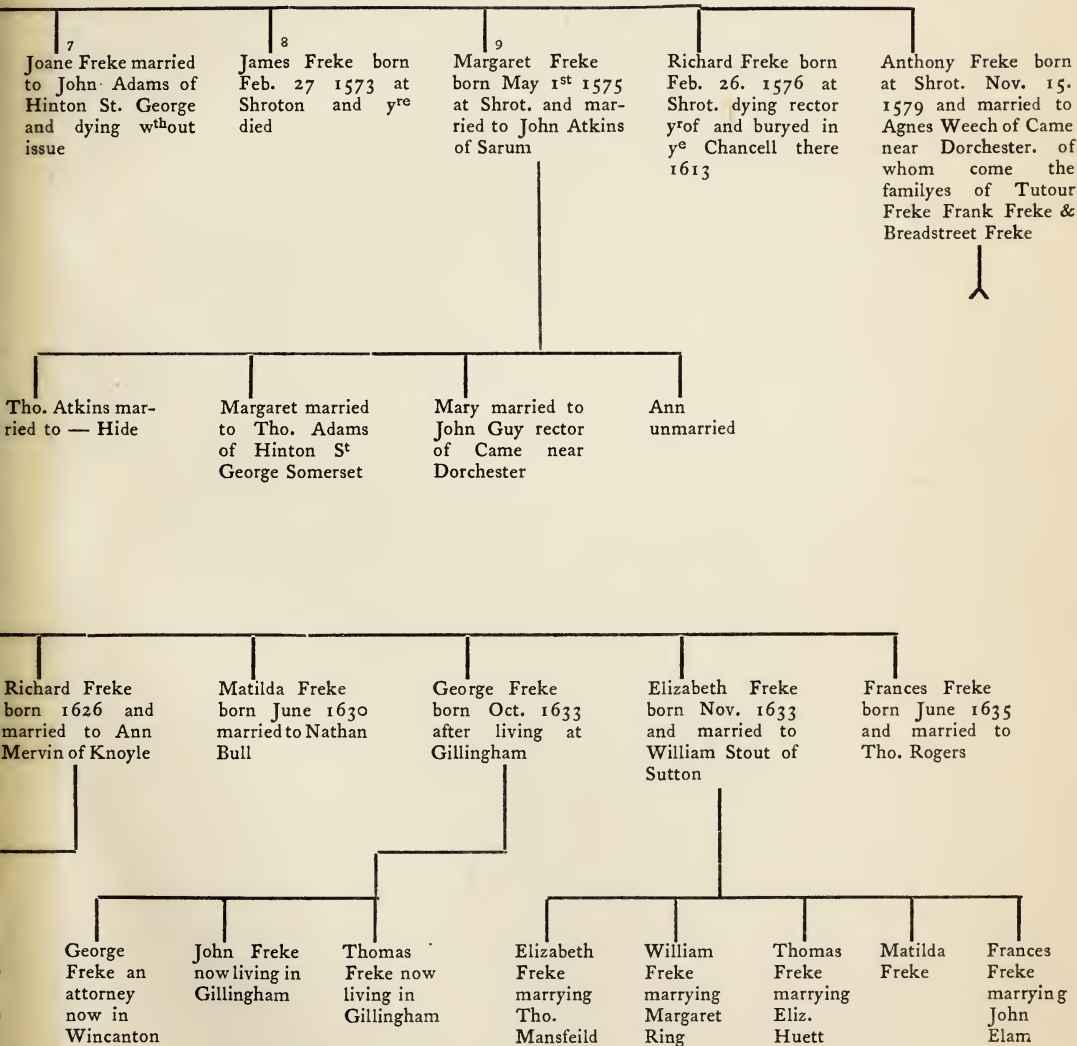 7
Joane Freke married
to John Adams of
Hinton St. George
and dying wthout
issue
8
James Freke born
Feb. 27 1573 at
Shroton and yre
died
9
Margaret Freke
born May 1st 1575
at Shrot. and mar-
ried to John Atkins
of Sarum
Richard Freke born
Feb. 26. 1576 at
Shrot. dying rector
yrof and buryed in
ye Chancell there
1613
Anthony Freke born
at Shrot. Nov. 15.
1579 and married to
Agnes Weech of Came
near Dorchester. of
whom come the
familyes of Tutour
Freke Frank Freke &
Breadstreet Freke
Tho. Atkins mar-
ried to — Hide
Margaret married
to Tho. Adams
of Hinton St
George Somerset
Mary married to
John Guy rector
of Came near
Dorchester
Ann
unmarried
Richard Freke
born 1626 and
married to Ann
Mervin of Knoyle
Matilda Freke
born June 1630
married to Nathan
Bull
George Freke
born Oct. 1633
after living at
Gillingham
Elizabeth Freke
born Nov. 1633
and married to
William Stout of
Sutton
Frances Freke
born June 1635
and married to
Tho. Rogers
George
Freke an
attorney
now in
Wincanton
John Freke
now living in
Gillingham
Thomas
Freke now
living in
Gillingham
Elizabeth
Freke
marrying
Tho.
Mansfeild
William
Freke
marrying
Margaret
Ring
Thomas
Freke
marrying
Eliz.
Huett
Matilda
Freke
Frances
Freke
marrying
John
Elam